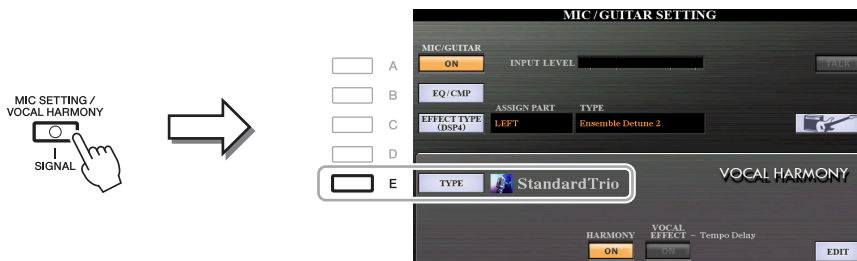 MIC SETTING /
VOCAL HARMONY
SIGNAL
A
B
C
D
E
MIC / GUITAR SETTING
MIC/GUITAR
ON
INPUT LEVEL
TALK
EQ/CMP
ASSIGN PART
TYPE
EFFECT TYPE
(DSP4)
LEFT
Ensemble Detune 2
TYPE
StandardTrio
VOCAL HARMONY
HARMONY
VOCAL
EFFECT – Tempo Delay
ON
ON
EDIT